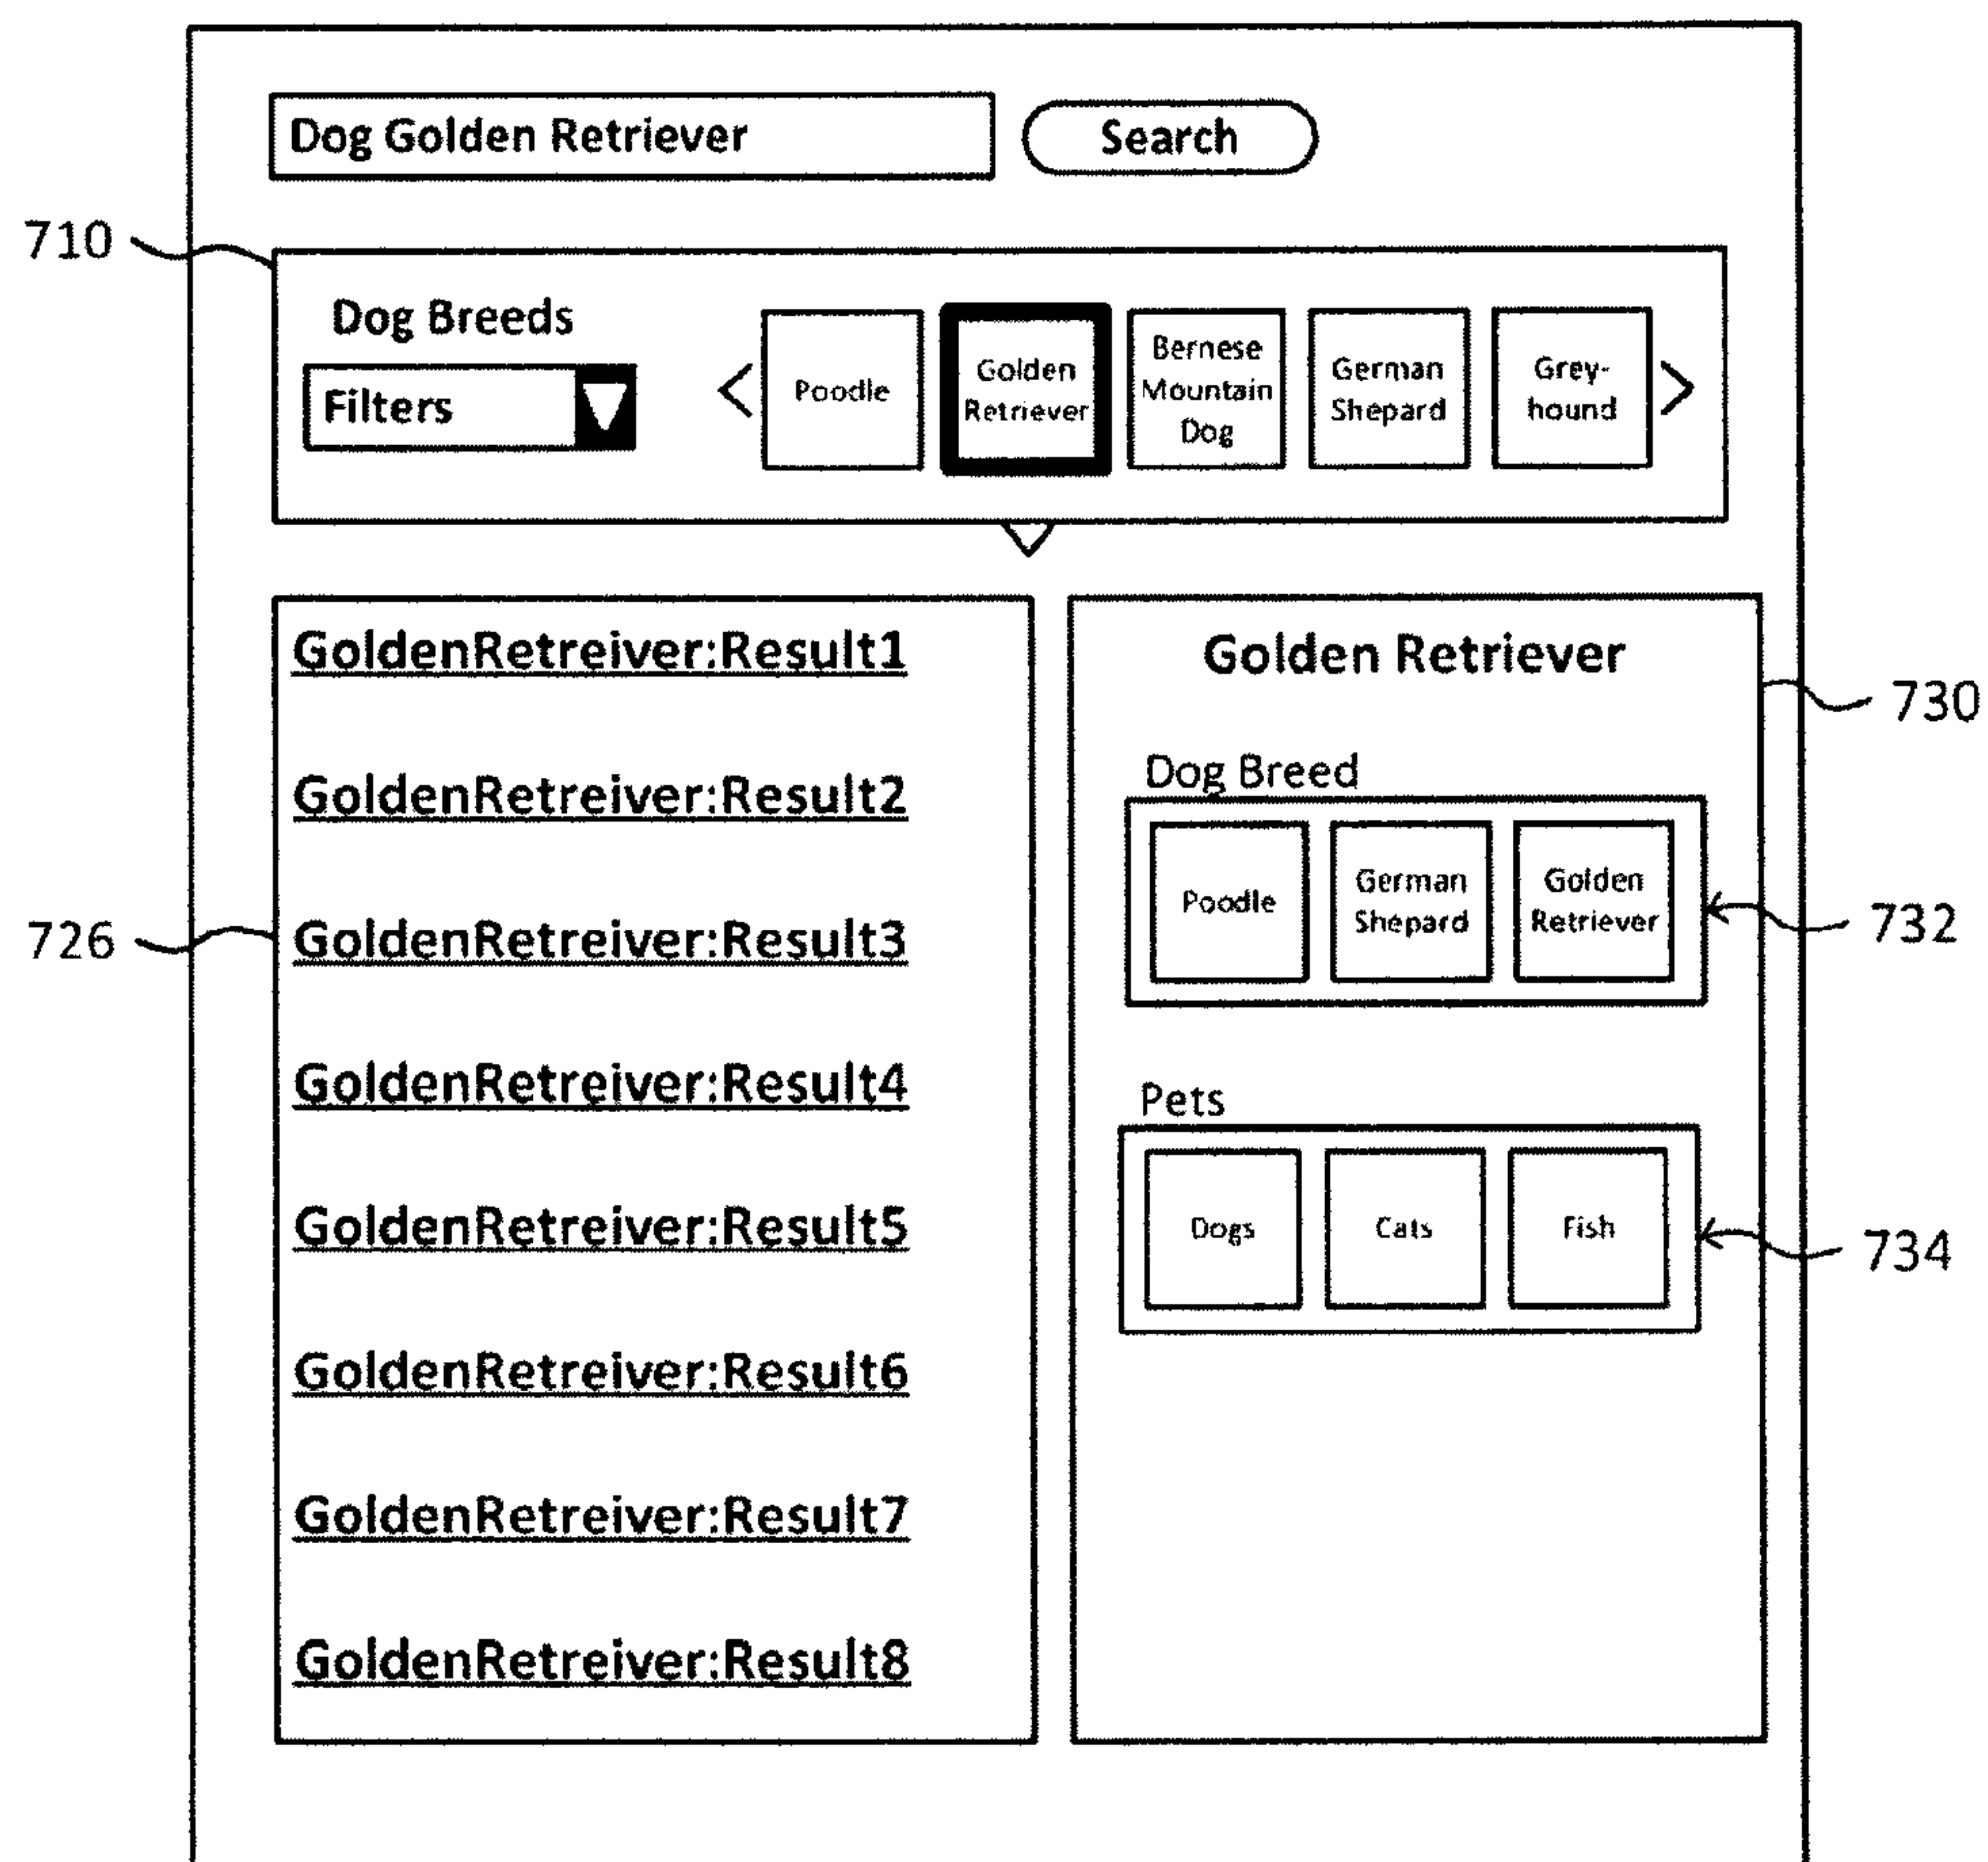 Dog Golden Retriever
Search
710
Dog Breeds
Filters
<
Poodle
Golden
Retriever
Bernese
Mountain
Dog
German
Shepard
Grey-
hound
>
GoldenRetreiver:Result1
GoldenRetreiver:Result2
GoldenRetreiver:Result3
726
GoldenRetreiver:Result4
GoldenRetreiver:Result5
GoldenRetreiver:Result6
GoldenRetreiver:Result7
GoldenRetreiver:Result8
Golden Retriever
730
Dog Breed
Poodle
German
Shepard
Golden
Retriever
732
Pets
Dogs
Cats
Fish
734